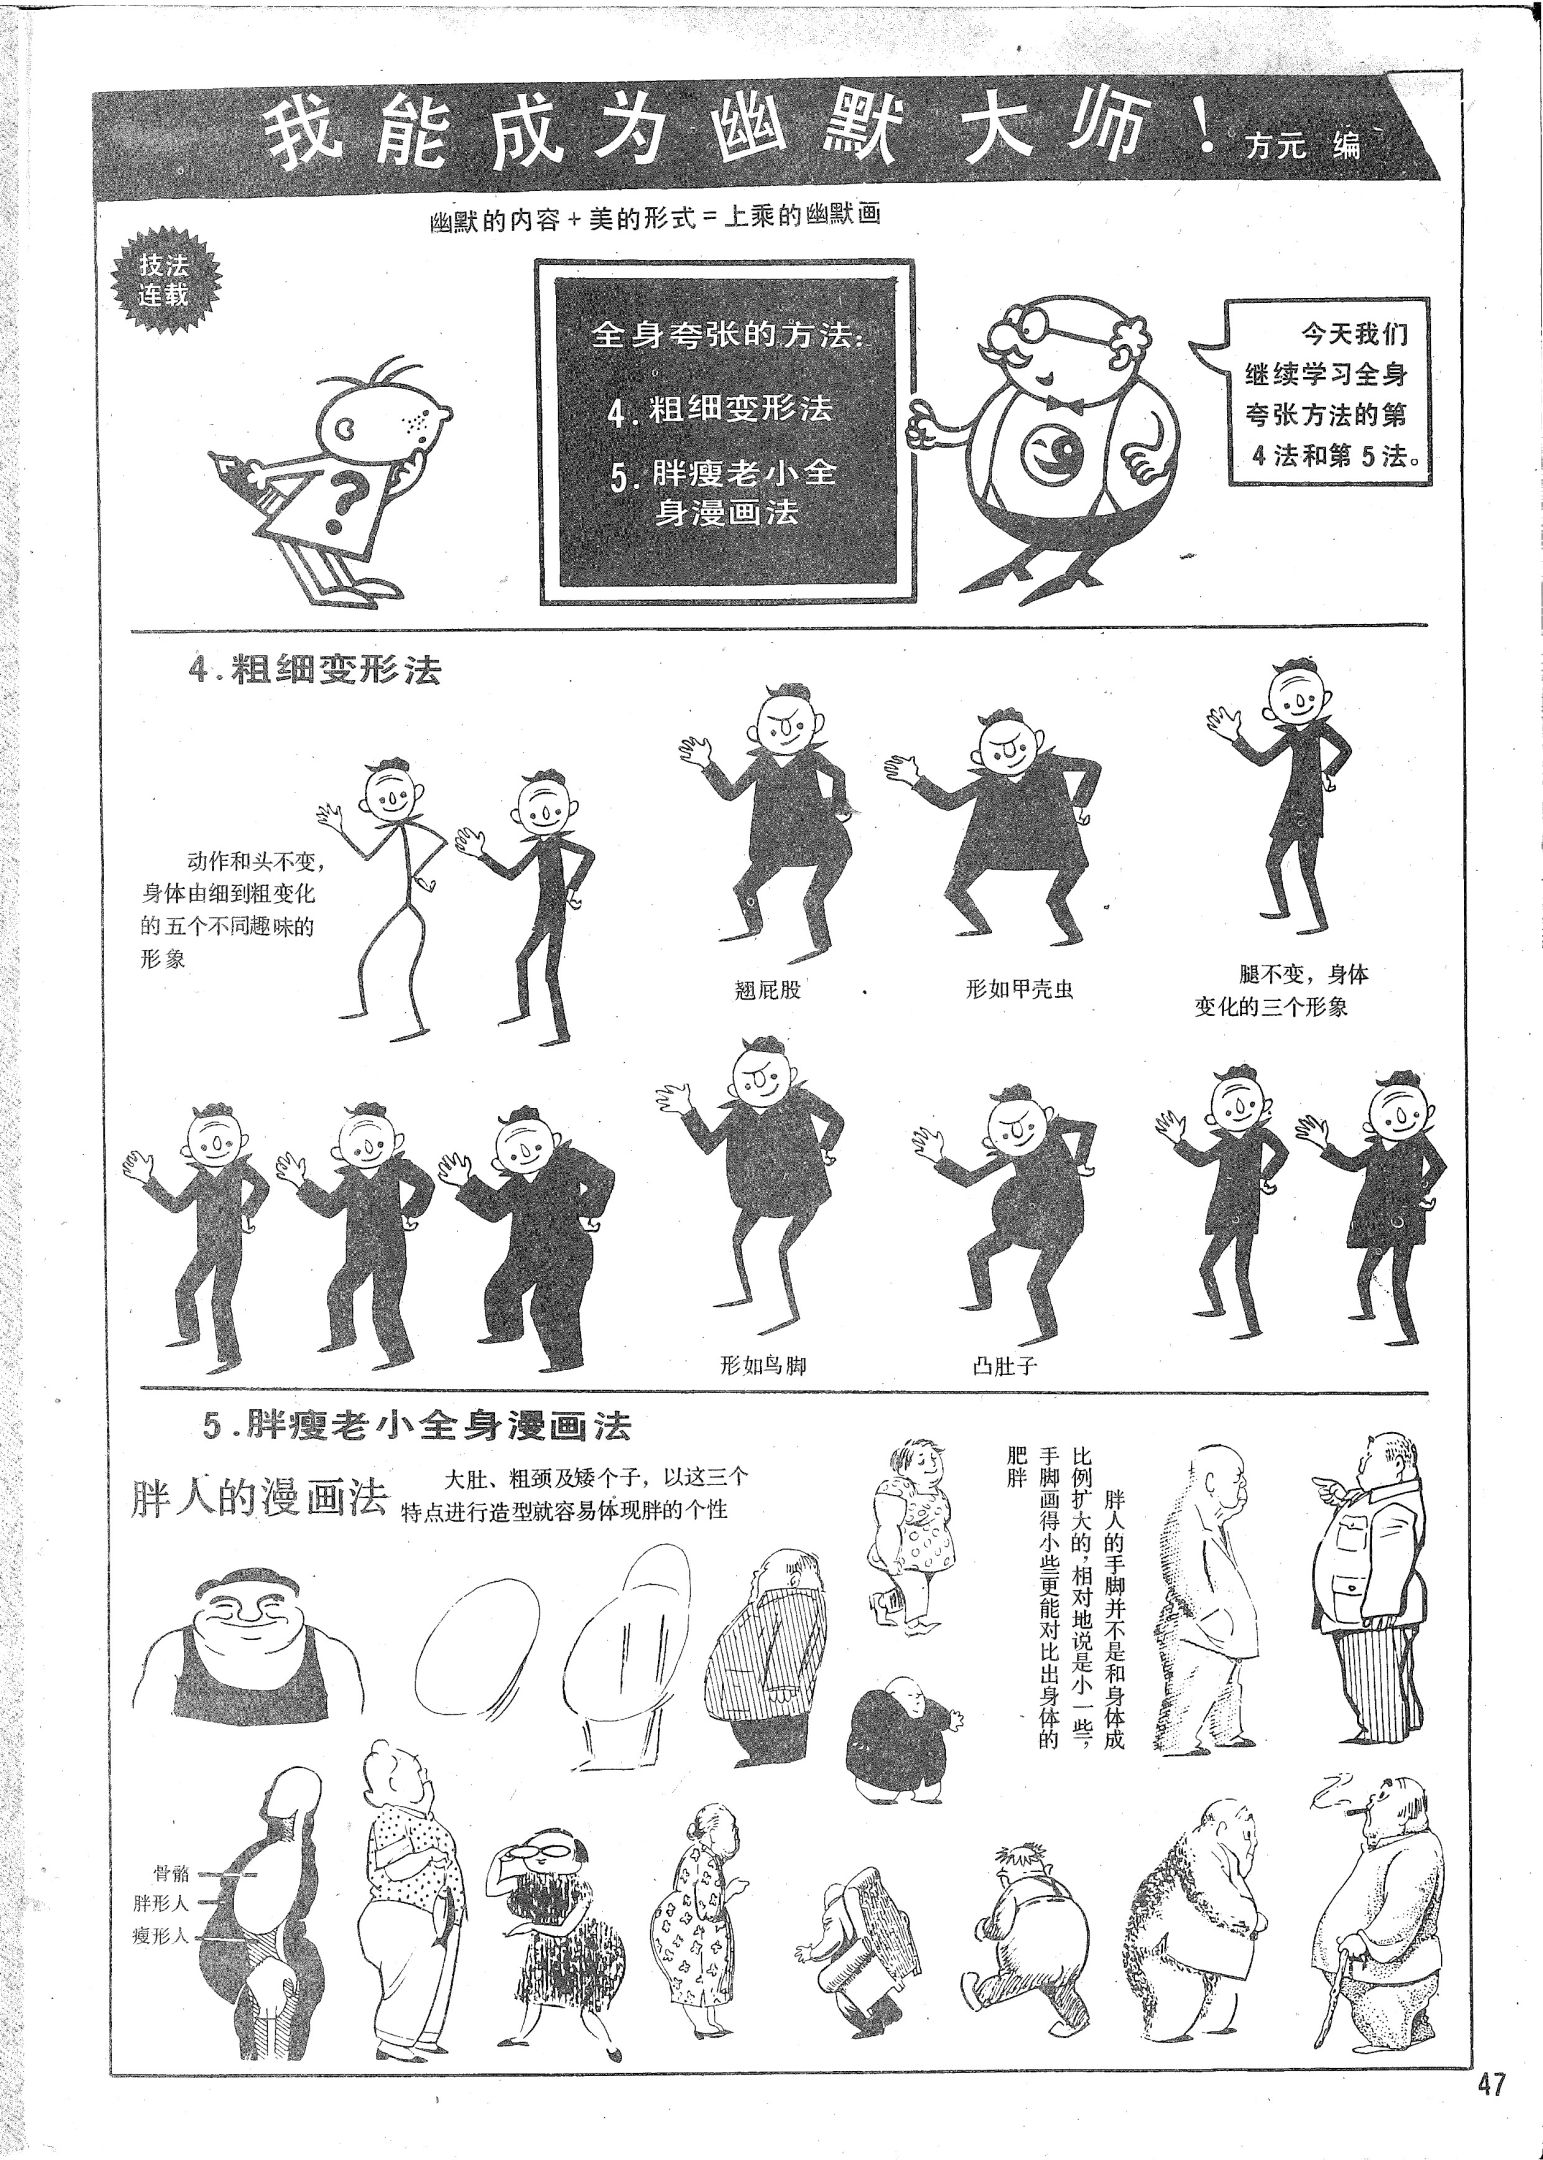 我能成为幽默大师！
方元 编
幽默的内容+美的形式=上乘的幽默画
技法
连载
全身夸张的方法:
4.粗细变形法
5.胖瘦老小全
身漫画法
今天我们
继续学习全身
夸张方法的第
4法和第5法。
?
4.粗细变形法
动作和头不变，
身体由细到粗变化
的五个不同趣味的
形象
翘屁股
形如甲壳虫
腿不变，身体
变化的三个形象
形如鸟脚
凸肚子
5.胖瘦老小全身漫画法
胖人的漫画法
大肚、粗颈及矮个子，以这三个
特点进行造型就容易体现胖的个性
胖人的手脚并不是和身体成
比例扩大的，相对地说是小一些，
手脚画得小些更能对比出身体的
肥胖
骨骼
胖形人
瘦形人
47